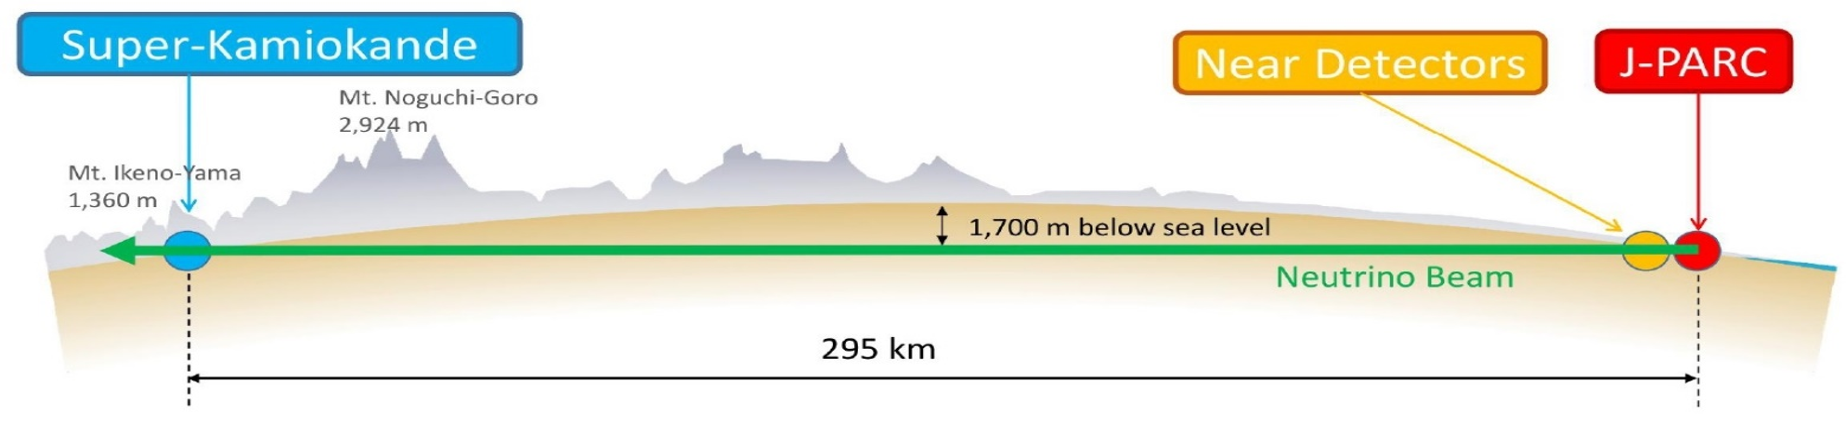 Super-Kamiokande
Near Detectors
J-PARC
Mt. Noguchi-Goro
2,924 m
Mt. Ikeno-Yama
1,360 m
1,700 m below sea level
Neutrino Beam
295 km